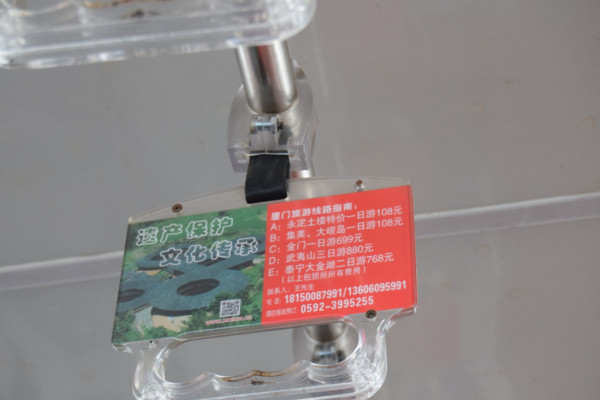 遗产保护
文化传承
厦门旅游线路指南:
A: 永定土楼特价一日游108元
B: 集美、大嶝岛一日游108元
C: 金门一日游699元
D: 武夷山三日游880元
E: 泰宁大金湖二日游768元
(以上包括所有费用)
联系人: 王先生
电话: 18150087991/13606095991
0592-3995255